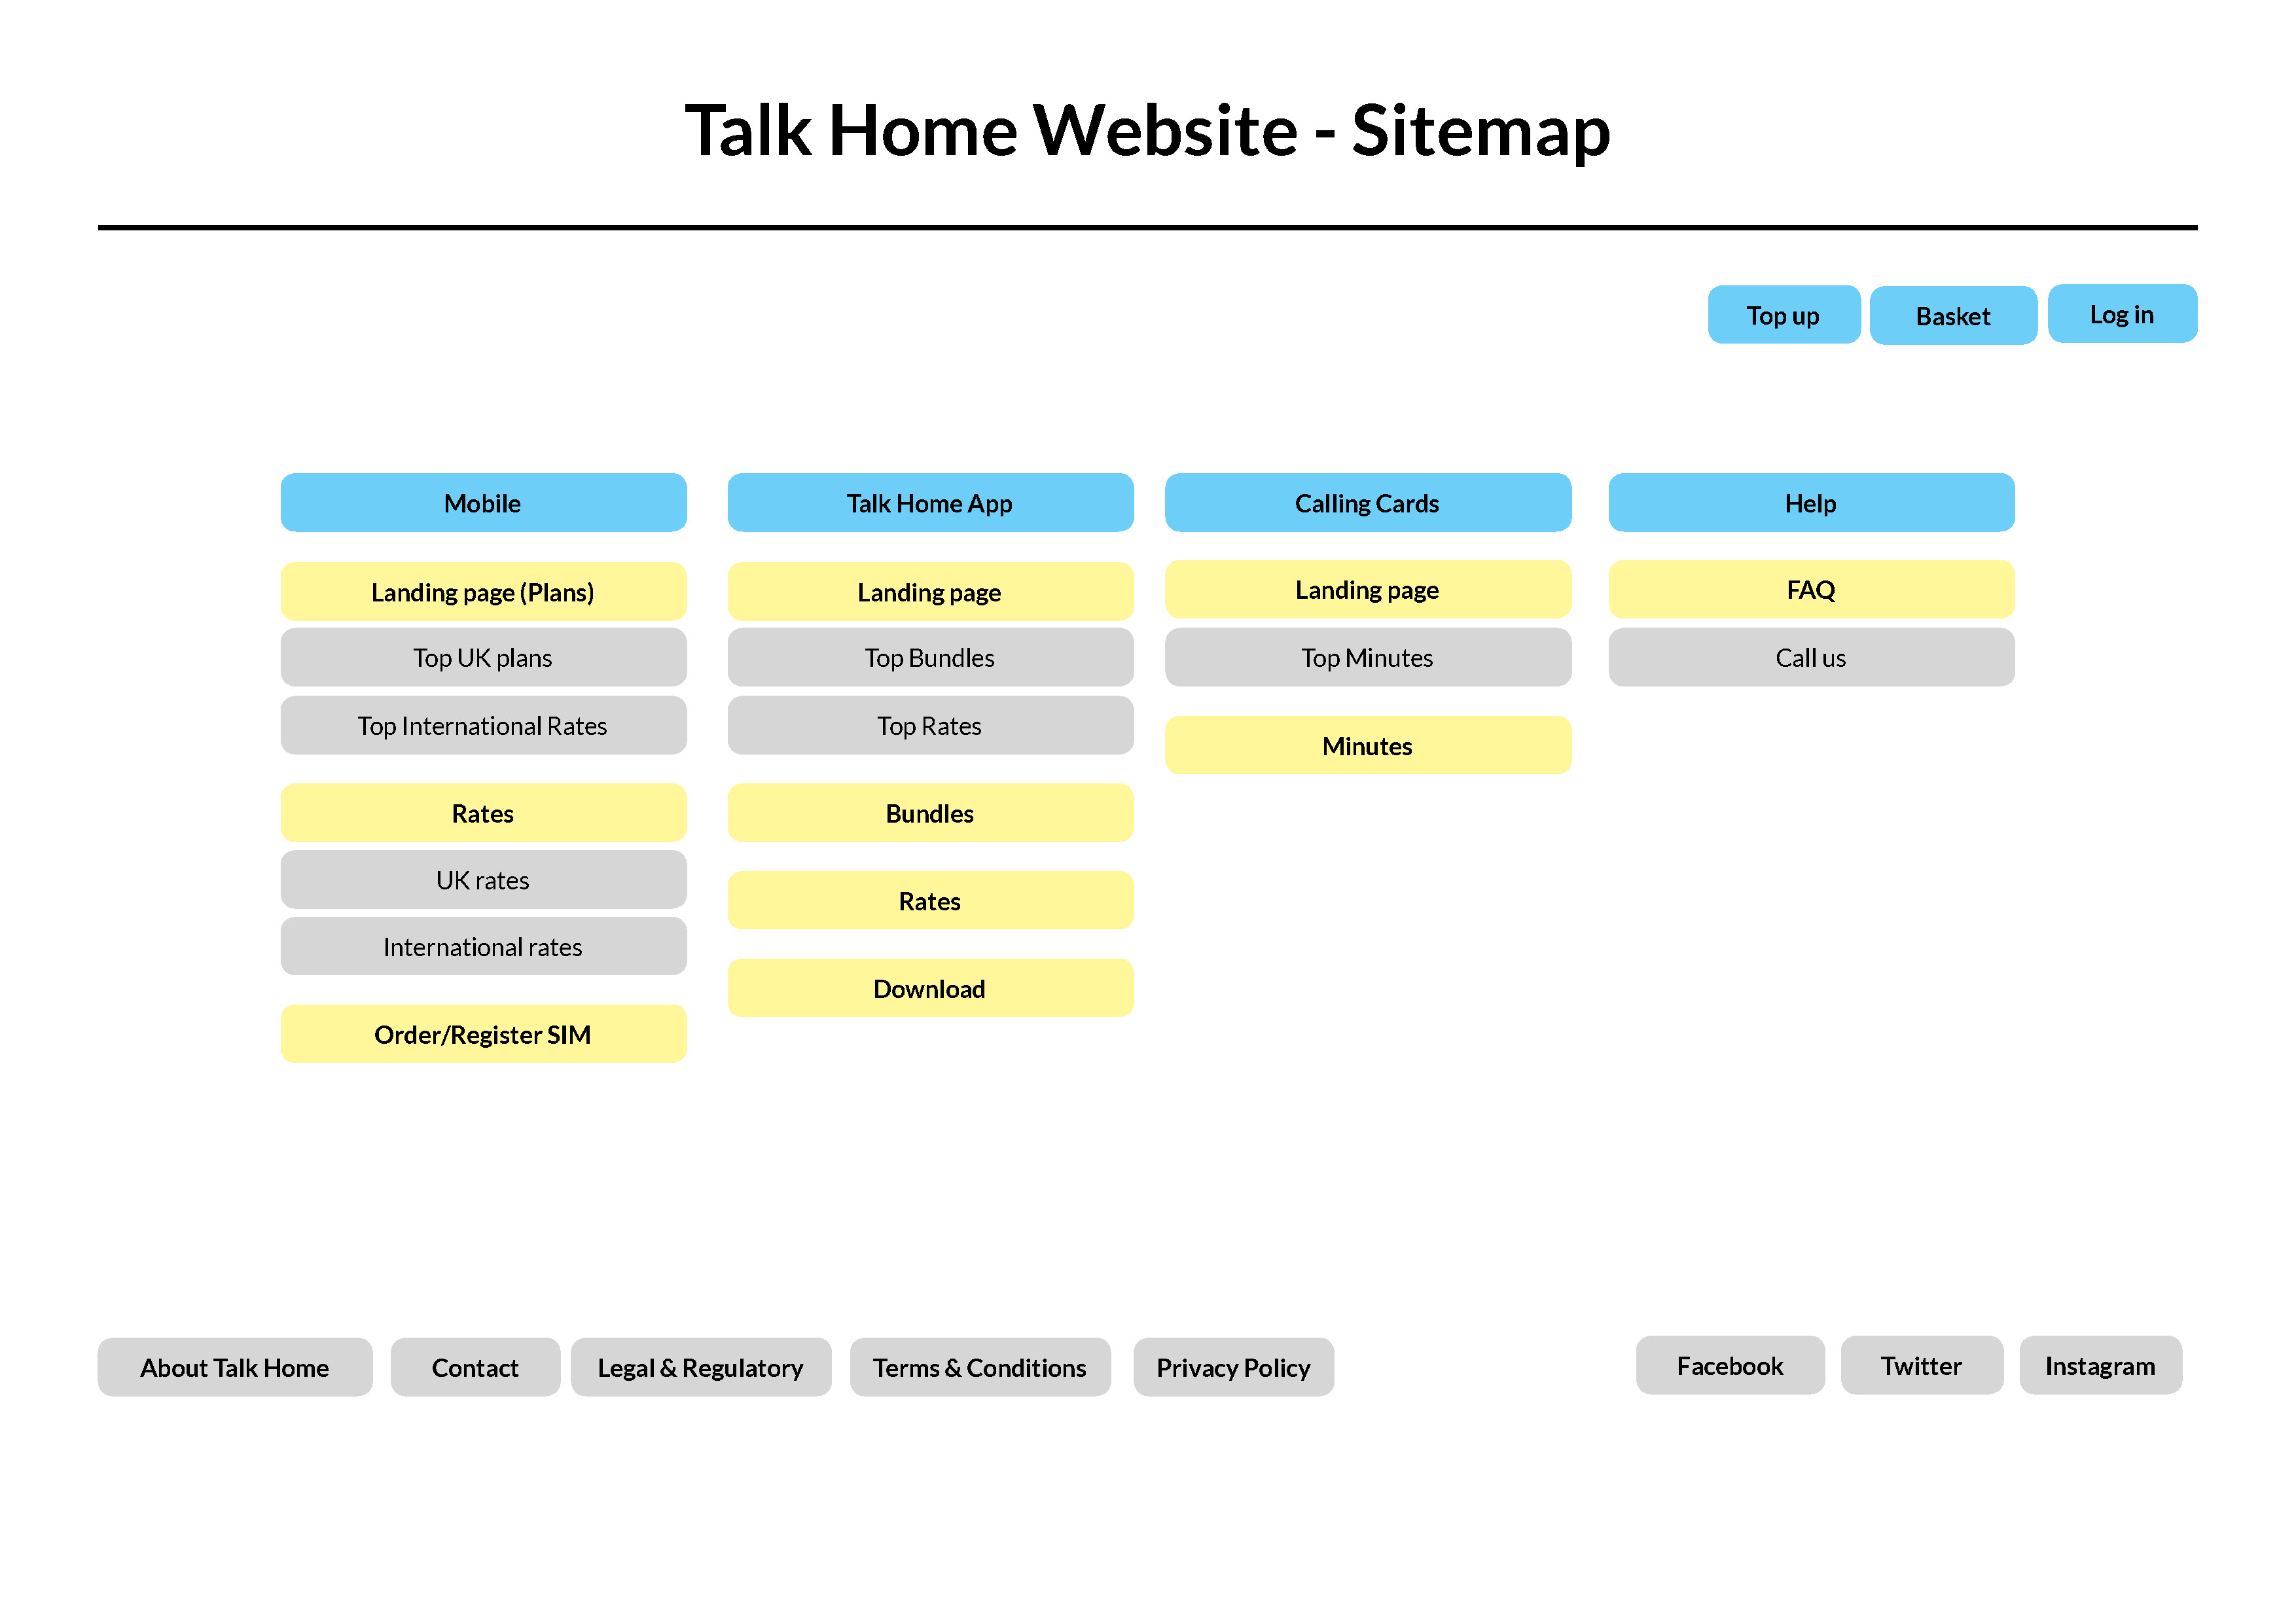 Talk Home Website - Sitemap
Top up
Basket
Log in
Mobile
Landing page (Plans)
Top UK plans
Top International Rates
Rates
UK rates
International rates
Order/Register SIM
Talk Home App
Landing page
Top Bundles
Top Rates
Bundles
Rates
Download
Calling Cards
Landing page
Top Minutes
Minutes
Help
FAQ
Call us
About Talk Home
Contact
Legal & Regulatory
Terms & Conditions
Privacy Policy
Facebook
Twitter
Instagram